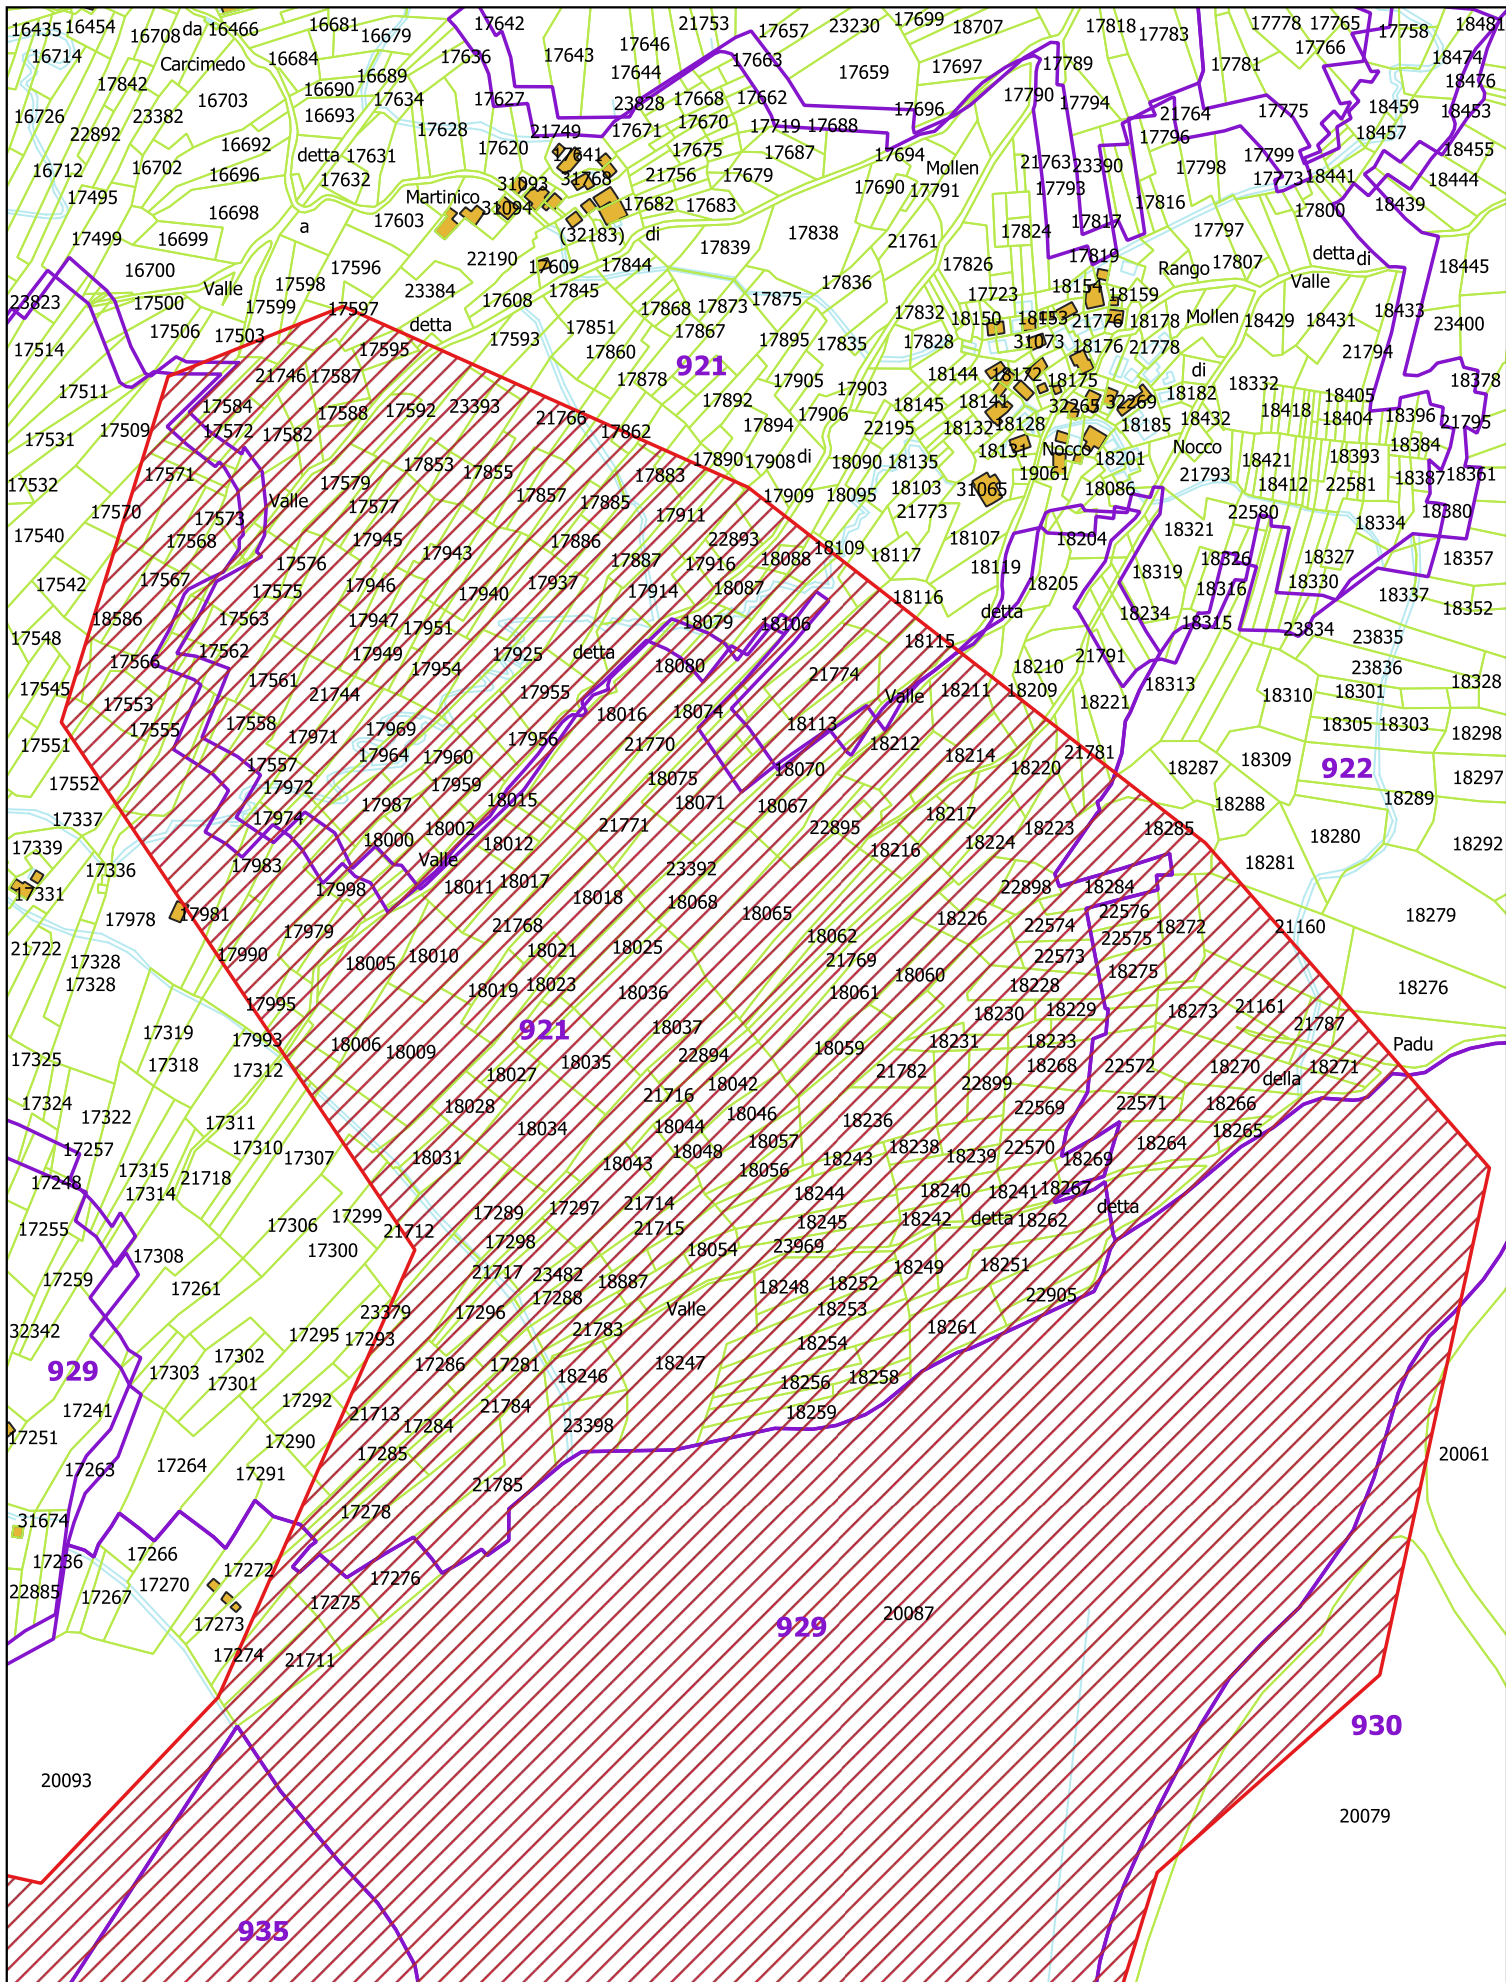 16435 16454 16708 da 16466 16681 16679 17642 21753 17657 23230 17699 18707 17818 17783 17778 17765 17758 18481
16714 Carcimedo 16684 17636 17643 17646 17663 17766 18474
17842 16689 17644 17659 17697 17789 17781 18476
16703 16690 17634 17627 23828 17668 17662 17790 17794 18459
16726 23382 16693 17671 17670 17696 21764 17775 18453
22892 16692 17628 21749 17719 17688 17796 18457
detta 17631 17620 17641 17675 17687 17694 17799 18455
16712 16702 16696 17632 31093 31768 21756 17679 Mollen 21763 23390 17798 17773 18441 18444
17495 Martinico 31094 17682 17683 17690 17791 17793 17816 18439
16698 17603 17817 17800
17499 16699 a (32183) di 17839 17838 21761 17824 17797
16700 17596 22190 17609 17844 17826 17819 Rango 17807 detta di 18445
Valle 17598 23384 17845 17836 18154 Valle
23823 17500 17599 17597 17608 17868 17873 17875 17723 18159 18433
17506 17503 detta 17851 17867 17832 18150 18153 21776 18178 Mollen 18429 18431 23400
17514 17595 17593 17860 17895 17835 17828 31073 18176 21778 21794
921
17511 21746 17587 17878 17905 17903 18144 18172 18175 di 18332 18378
17584 17588 17592 23393 17892 17906 18145 18141 32265 32269 18182 18418 18405
17509 17572 17582 21766 17862 17894 22195 18132 18128 18185 18432 18404 18396 21795
17531 17853 17890 17908 di 18090 18135 18131 Nocco 18201 Nocco 18421 18393 18384
17571 17579 17855 17883 19061 21793 18387 18361
17532 Valle 17577 17857 17885 17909 18095 18103 31065 18086 18412 22581
17570 17573 17911 21773 22580 18380
17540 17568 17945 17943 17886 22893 18109 18117 18107 18204 18321 18334
17576 17887 17916 18088 18119 18319 18326 18327 18357
17542 17567 17575 17946 17940 17937 17914 18087 18116 18205 18316 18330 18337
18586 17563 17947 17951 18079 18106 detta 18234 18315 23834 18352
17548 17566 17562 17949 17954 17925 detta 18115 23835
18080 21774 18210 21791 23836
17545 17561 21744 17955 Valle 18211 18209 18313 18301 18328
17553 17555 17558 17971 17969 18016 18074 18113 18221 18310 18305 18303 18298
17551 17557 17964 17960 17956 21770 18212 18214 21781 18309
922
17552 17972 17959 18075 18070 18220 18287 18297
17337 17974 17987 18015 18071 18067 18217 18288 18289
17339 18000 18002 18012 21771 22895 18216 18224 18223 18285 18280 18292
17336 17983 Valle 23392 18281
17331 17998 18011 18017 18018 18068 22898 18284
17978 17981 18065 18226 22576 18279
21722 17979 21768 18062 22574 22575 18272 21160
17328 17990 18005 18010 18021 18025 21769 22573
17328 18019 18023 18036 18061 18060 18228 18275 18276
17995 18230 18229 18273 21161
17319 17993 18006 18009 921 18037 18059 18231 18233 21787 Padu
17325 17318 17312 18027 18035 22894 21782 18268 22572 18270 18271
18042 22899 della
17324 17322 17311 18028 21716 18046 18236 22569 22571 18266
17257 17310 17307 18034 18044 18057 18238 22570 18264 18265
17315 21718 18031 18043 18048 18056 18243 18239 18269
17248 17314 18244 18240 18241 18267
17255 17306 17299 21712 17289 17297 21714 18245 18242 detta 18262 detta
17308 17300 17298 21715 18054 23969
17259 17261 21717 23482 18887 18248 18252 18249 18251
32342 23379 17296 17288 Valle 18253 22905
17295 17293 21783 18254 18261
929 17303 17302 17286 17281 18246 18247
17301 18256 18258
17241 17292 21713 17284 21784 23398 18259
17251 17290 17285
17263 17264 17291 21785 20061
31674 17278
17236 17266 17272 17276
22885 17267 17270 17275
17273 929 20087
17274 21711
930
20093
20079
935